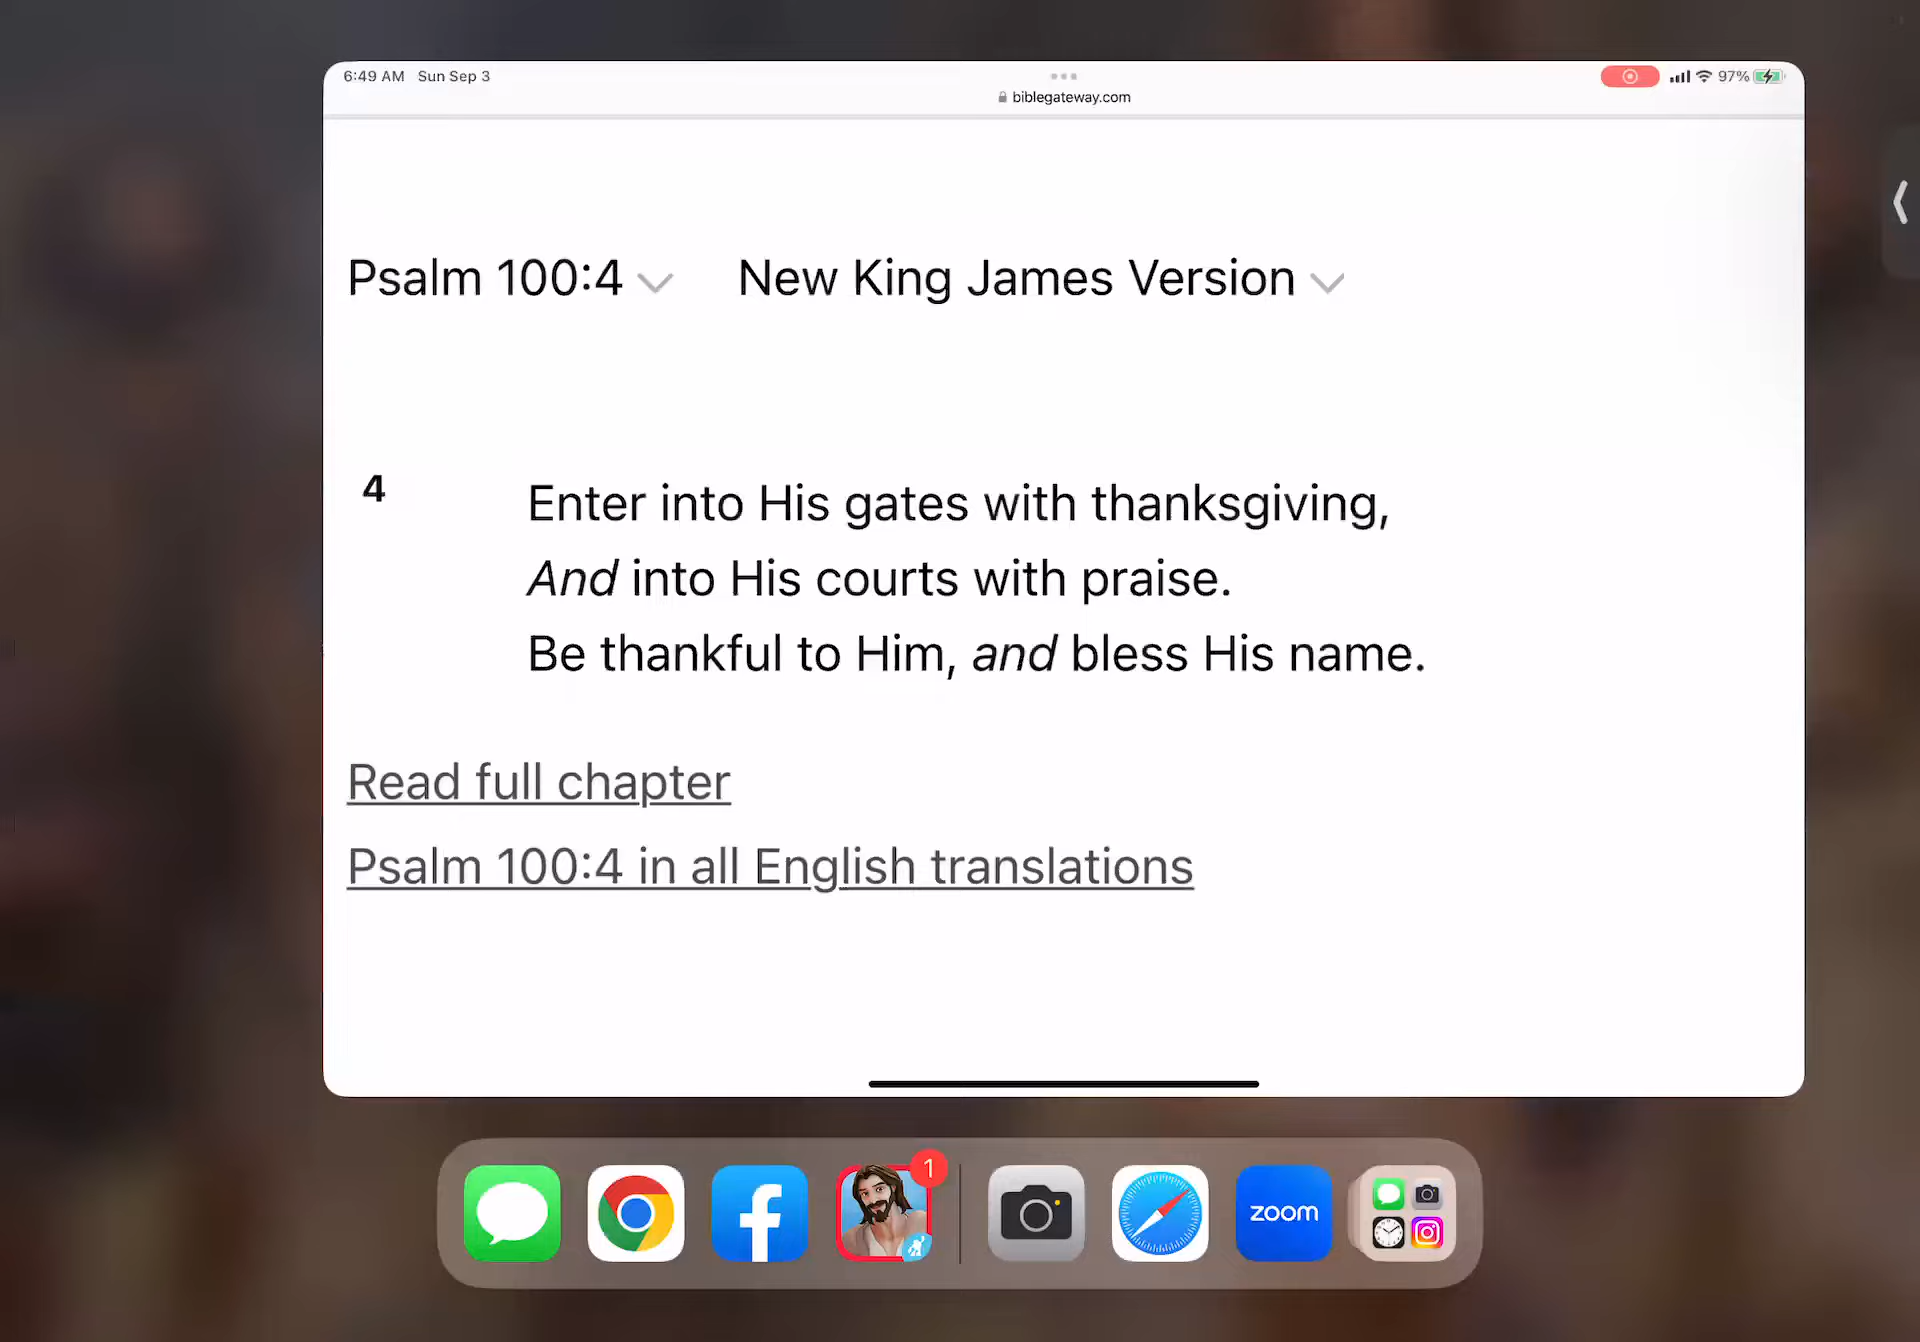 6:49 AM Sun Sep 3
97%
biblegateway.com
Psalm 100:4 New King James Version
4 Enter into His gates with thanksgiving,
And into His courts with praise.
Be thankful to Him, and bless His name.
Read full chapter
Psalm 100:4 in all English translations
1
zoom